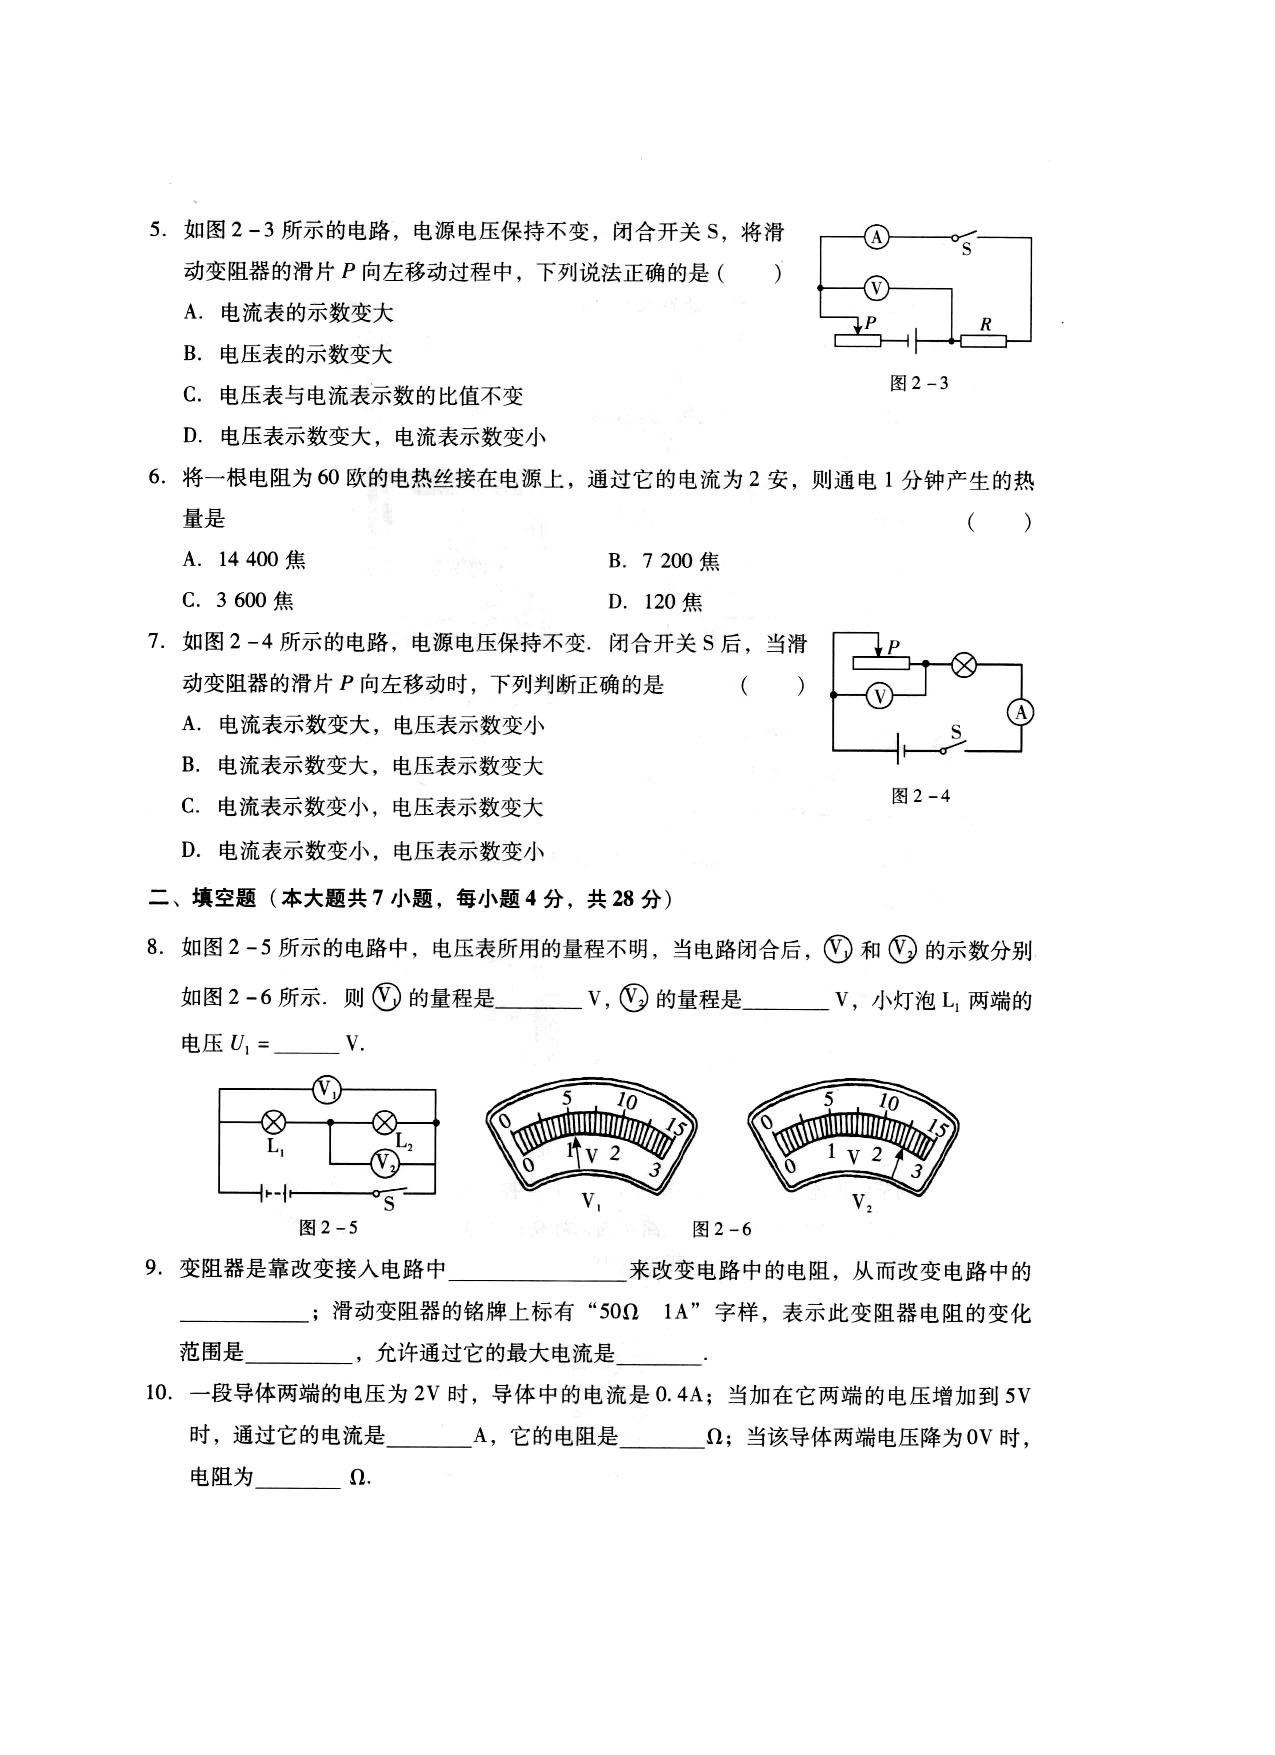 5. 如图 2-3 所示的电路，电源电压保持不变，闭合开关 S，将滑
动变阻器的滑片 P 向左移动过程中，下列说法正确的是（　　）
A. 电流表的示数变大
B. 电压表的示数变大
C. 电压表与电流表示数的比值不变
D. 电压表示数变大，电流表示数变小
A
S
V
P
R
图 2-3
6. 将一根电阻为 60 欧的电热丝接在电源上，通过它的电流为 2 安，则通电 1 分钟产生的热
量是（　　）
A. 14 400 焦
B. 7 200 焦
C. 3 600 焦
D. 120 焦
7. 如图 2-4 所示的电路，电源电压保持不变. 闭合开关 S 后，当滑
动变阻器的滑片 P 向左移动时，下列判断正确的是（　　）
A. 电流表示数变大，电压表示数变小
B. 电流表示数变大，电压表示数变大
C. 电流表示数变小，电压表示数变大
D. 电流表示数变小，电压表示数变小
P
V
A
S
图 2-4
二、填空题（本大题共 7 小题，每小题 4 分，共 28 分）
8. 如图 2-5 所示的电路中，电压表所用的量程不明，当电路闭合后，V₁ 和 V₂ 的示数分别
如图 2-6 所示. 则 V₁ 的量程是________ V, V₂ 的量程是________ V，小灯泡 L₁ 两端的
电压 U₁ = ______ V.
V₁
L₁
L₂
V₂
S
图 2-5
0 5 10 15
0 1 V 2 3
V₁
0 5 10 15
0 1 V 2 3
V₂
图 2-6
9. 变阻器是靠改变接入电路中________________来改变电路中的电阻，从而改变电路中的
____________；滑动变阻器的铭牌上标有“50Ω　1A”字样，表示此变阻器电阻的变化
范围是__________，允许通过它的最大电流是________.
10. 一段导体两端的电压为 2V 时，导体中的电流是 0.4A；当加在它两端的电压增加到 5V
时，通过它的电流是________A，它的电阻是________Ω；当该导体两端电压降为 0V 时，
电阻为________ Ω.